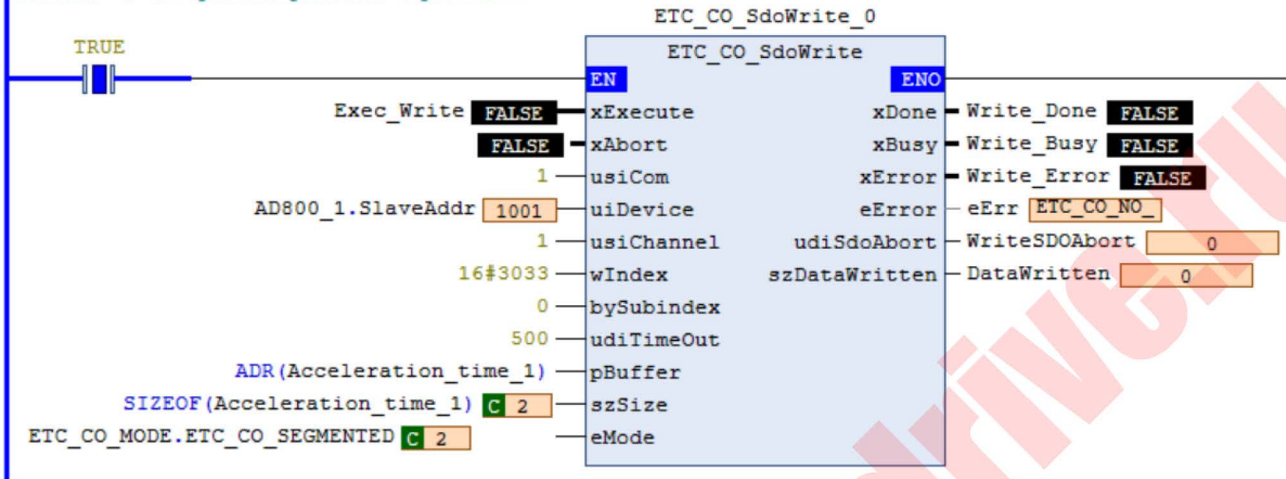 ETC_CO_SdoWrite_0
TRUE
ETC_CO_SdoWrite
EN ENO
Exec_Write FALSE xExecute xDone Write_Done FALSE
FALSE xAbort xBusy Write_Busy FALSE
1 usiCom xError Write_Error FALSE
AD800_1.SlaveAddr 1001 uiDevice eError eErr ETC_CO_NO_
1 usiChannel udiSdoAbort WriteSDOAbort 0
16#3033 wIndex szDataWritten DataWritten 0
0 bySubindex
500 udiTimeOut
ADR(Acceleration_time_1) pBuffer
SIZEOF(Acceleration_time_1) C 2 szSize
ETC_CO_MODE.ETC_CO_SEGMENTED C 2 eMode
drive.ru